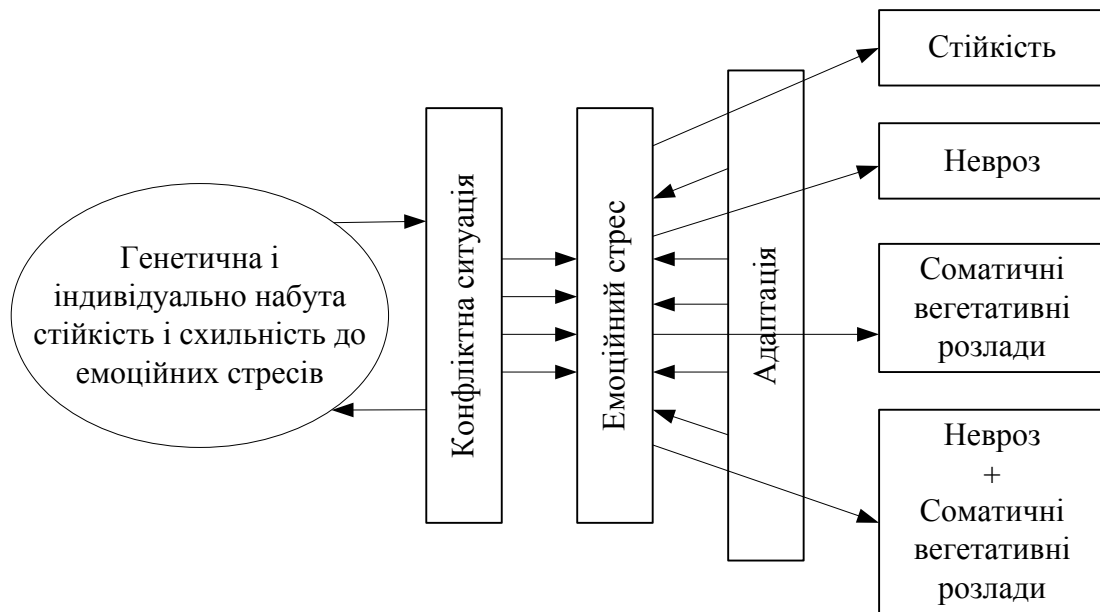 Генетична і
індивідуально набута
стійкість і схильність до
емоційних стресів
Конфліктна ситуація
Емоційний стрес
Адаптація
Стійкість
Невроз
Соматичні
вегетативні
розлади
Невроз
+
Соматичні
вегетативні
розлади